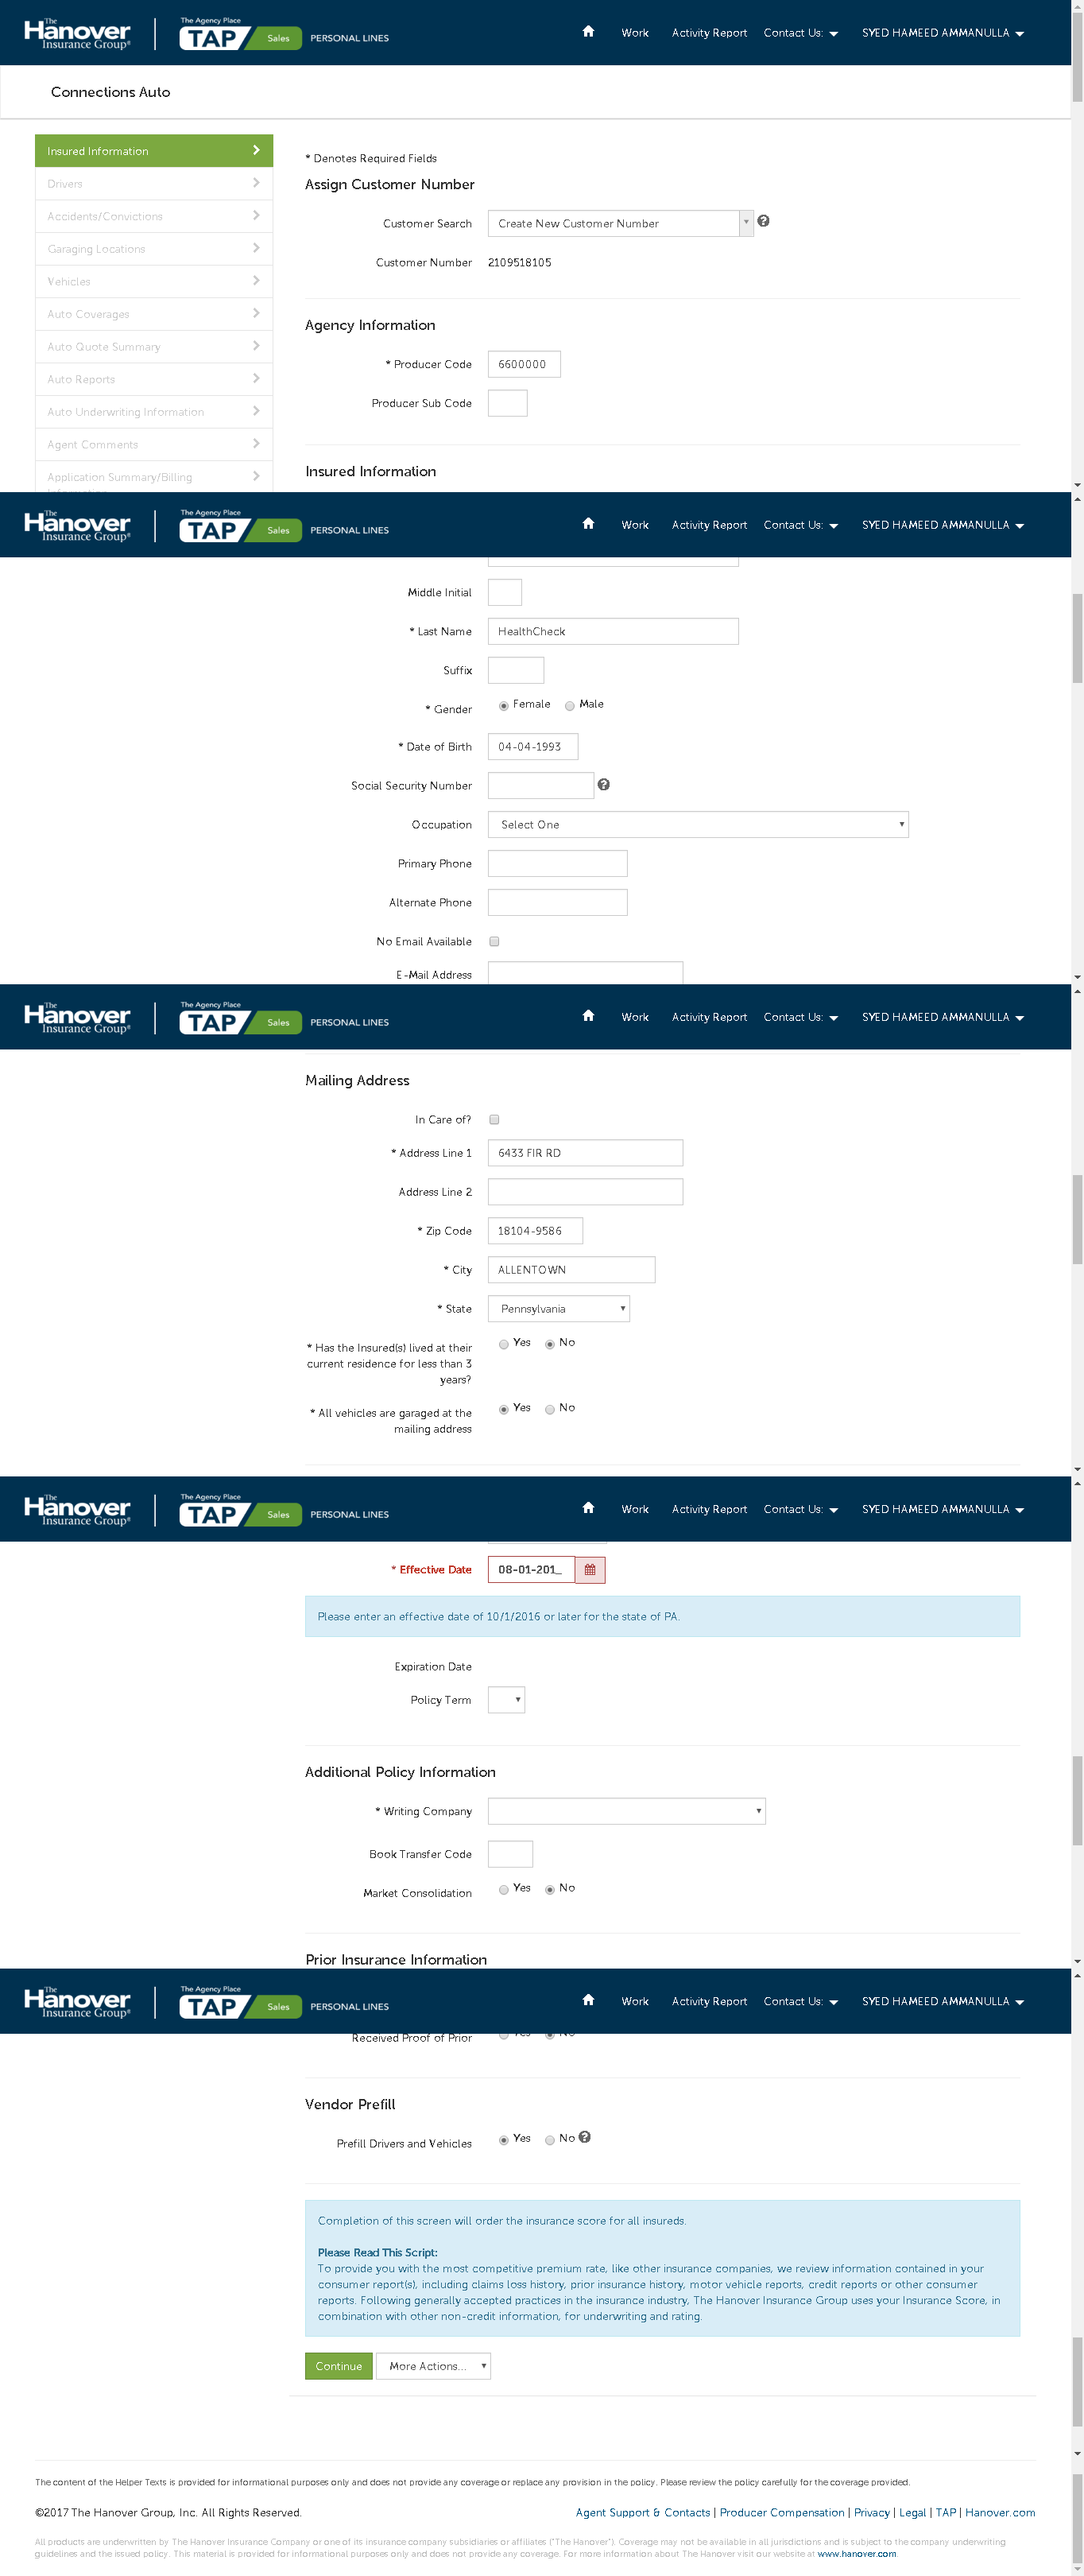 The
Hanover
Insurance Group®
The Agency Place
TAP Sales PERSONAL LINES
Work Activity Report Contact Us: SYED HAMEED AMMANULLA
Connections Auto
Insured Information
Drivers
Accidents/Convictions
Garaging Locations
Vehicles
Auto Coverages
Auto Quote Summary
Auto Reports
Auto Underwriting Information
Agent Comments
Application Summary/Billing
* Denotes Required Fields
Assign Customer Number
Customer Search Create New Customer Number
Customer Number 2109518105
Agency Information
* Producer Code 6600000
Producer Sub Code
Insured Information
The
Hanover
Insurance Group®
The Agency Place
TAP Sales PERSONAL LINES
Work Activity Report Contact Us: SYED HAMEED AMMANULLA
Middle Initial
* Last Name HealthCheck
Suffix
* Gender Female Male
* Date of Birth 04-04-1993
Social Security Number
Occupation Select One
Primary Phone
Alternate Phone
No Email Available
E-Mail Address
The
Hanover
Insurance Group®
The Agency Place
TAP Sales PERSONAL LINES
Work Activity Report Contact Us: SYED HAMEED AMMANULLA
Mailing Address
In Care of?
* Address Line 1 6433 FIR RD
Address Line 2
* Zip Code 18104-9586
* City ALLENTOWN
* State Pennsylvania
* Has the Insured(s) lived at their Yes No
current residence for less than 3
years?
* All vehicles are garaged at the Yes No
mailing address
The
Hanover
Insurance Group®
The Agency Place
TAP Sales PERSONAL LINES
Work Activity Report Contact Us: SYED HAMEED AMMANULLA
* Effective Date 08-01-201_
Please enter an effective date of 10/1/2016 or later for the state of PA.
Expiration Date
Policy Term
Additional Policy Information
* Writing Company
Book Transfer Code
Market Consolidation Yes No
Prior Insurance Information
The
Hanover
Insurance Group®
The Agency Place
TAP Sales PERSONAL LINES
Work Activity Report Contact Us: SYED HAMEED AMMANULLA
Received Proof of Prior Yes No
Vendor Prefill
Prefill Drivers and Vehicles Yes No
Completion of this screen will order the insurance score for all insureds.
Please Read This Script:
To provide you with the most competitive premium rate, like other insurance companies, we review information contained in your
consumer report(s), including claims loss history, prior insurance history, motor vehicle reports, credit reports or other consumer
reports. Following generally accepted practices in the insurance industry, The Hanover Insurance Group uses your Insurance Score, in
combination with other non-credit information, for underwriting and rating.
Continue More Actions...
The content of the Helper Texts is provided for informational purposes only and does not provide any coverage or replace any provision in the policy. Please review the policy carefully for the coverage provided.
©2017 The Hanover Group, Inc. All Rights Reserved. Agent Support & Contacts | Producer Compensation | Privacy | Legal | TAP | Hanover.com
All products are underwritten by The Hanover Insurance Company or one of its insurance company subsidiaries or affiliates ("The Hanover"). Coverage may not be available in all jurisdictions and is subject to the company underwriting
guidelines and the issued policy. This material is provided for informational purposes only and does not provide any coverage. For more information about The Hanover visit our website at www.hanover.com.